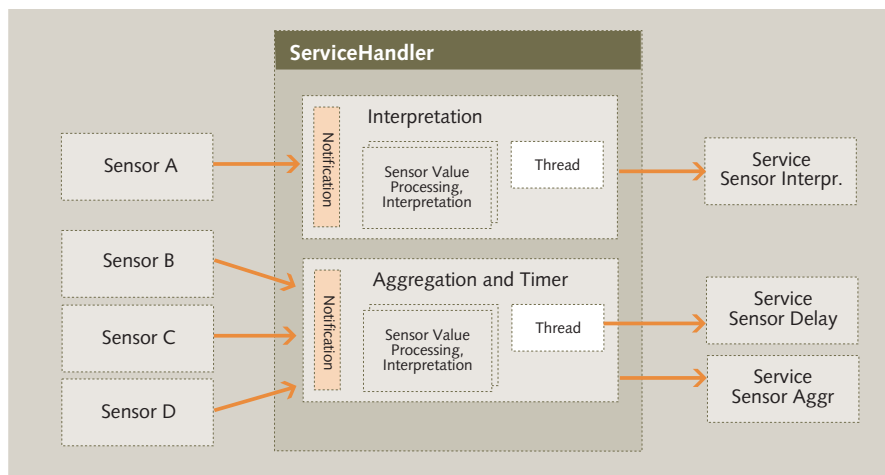 ServiceHandler
Sensor A
Notification
Interpretation
Sensor Value
Processing,
Interpretation
Thread
Service
Sensor Interpr.
Sensor B
Sensor C
Sensor D
Notification
Aggregation and Timer
Sensor Value
Processing,
Interpretation
Thread
Service
Sensor Delay
Service
Sensor Aggr